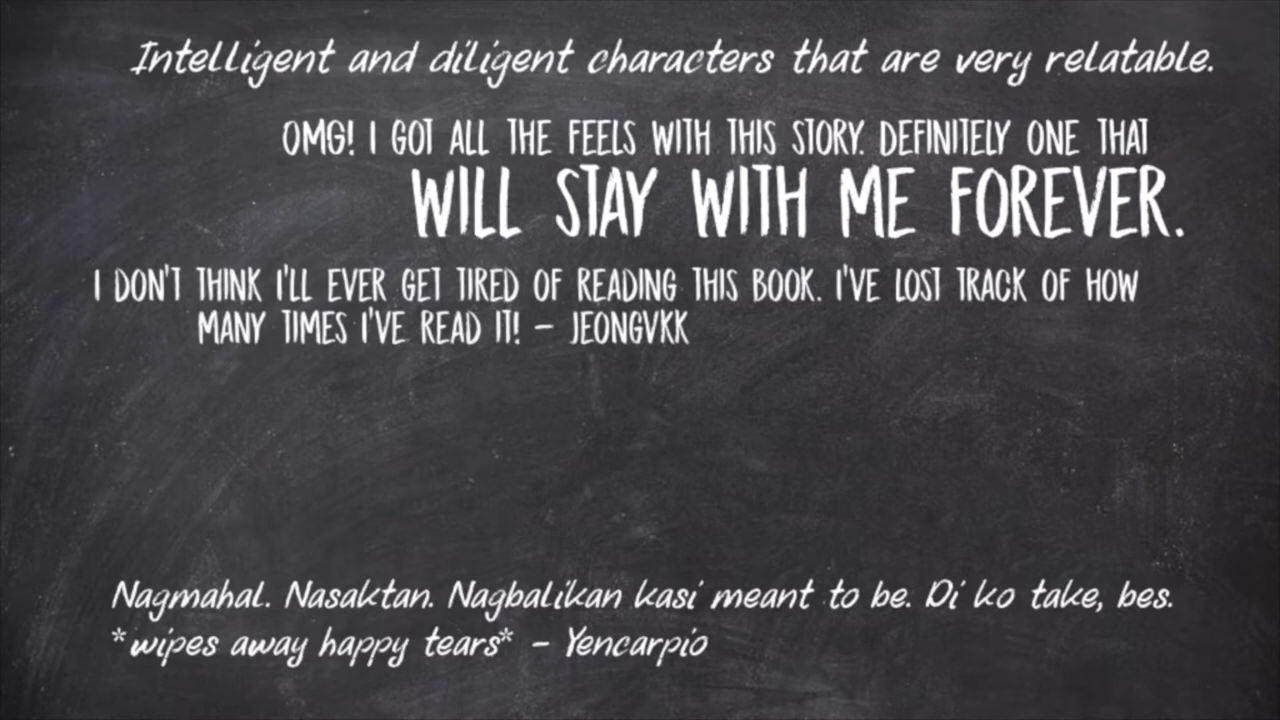 Intelligent and diligent characters that are very relatable.
OMG! I GOT ALL THE FEELS WITH THIS STORY. DEFINITELY ONE THAT
WILL STAY WITH ME FOREVER.
I DON'T THINK I'LL EVER GET TIRED OF READING THIS BOOK. I'VE LOST TRACK OF HOW
MANY TIMES I'VE READ IT! – JEONGVKK
Nagmahal. Nasaktan. Nagbalikan kasi meant to be. Di ko take, bes.
*wipes away happy tears* – Yencarpio